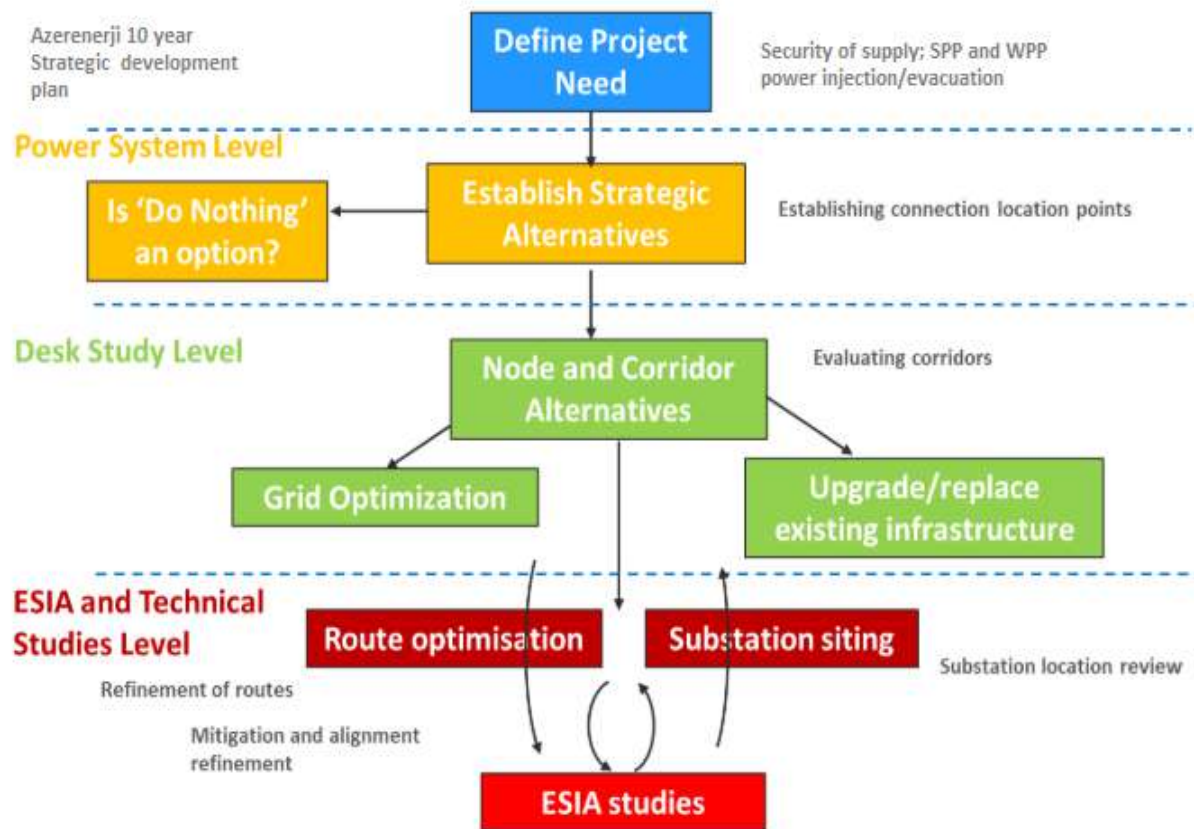 Azerenerji 10 year
Strategic development
plan
Define Project
Need
Security of supply; SPP and WPP
power injection/evacuation
Power System Level
Is ‘Do Nothing’
an option?
Establish Strategic
Alternatives
Establishing connection location points
Desk Study Level
Node and Corridor
Alternatives
Evaluating corridors
Grid Optimization
Upgrade/replace
existing infrastructure
ESIA and Technical
Studies Level
Route optimisation
Substation siting
Refinement of routes
Substation location review
Mitigation and alignment
refinement
ESIA studies